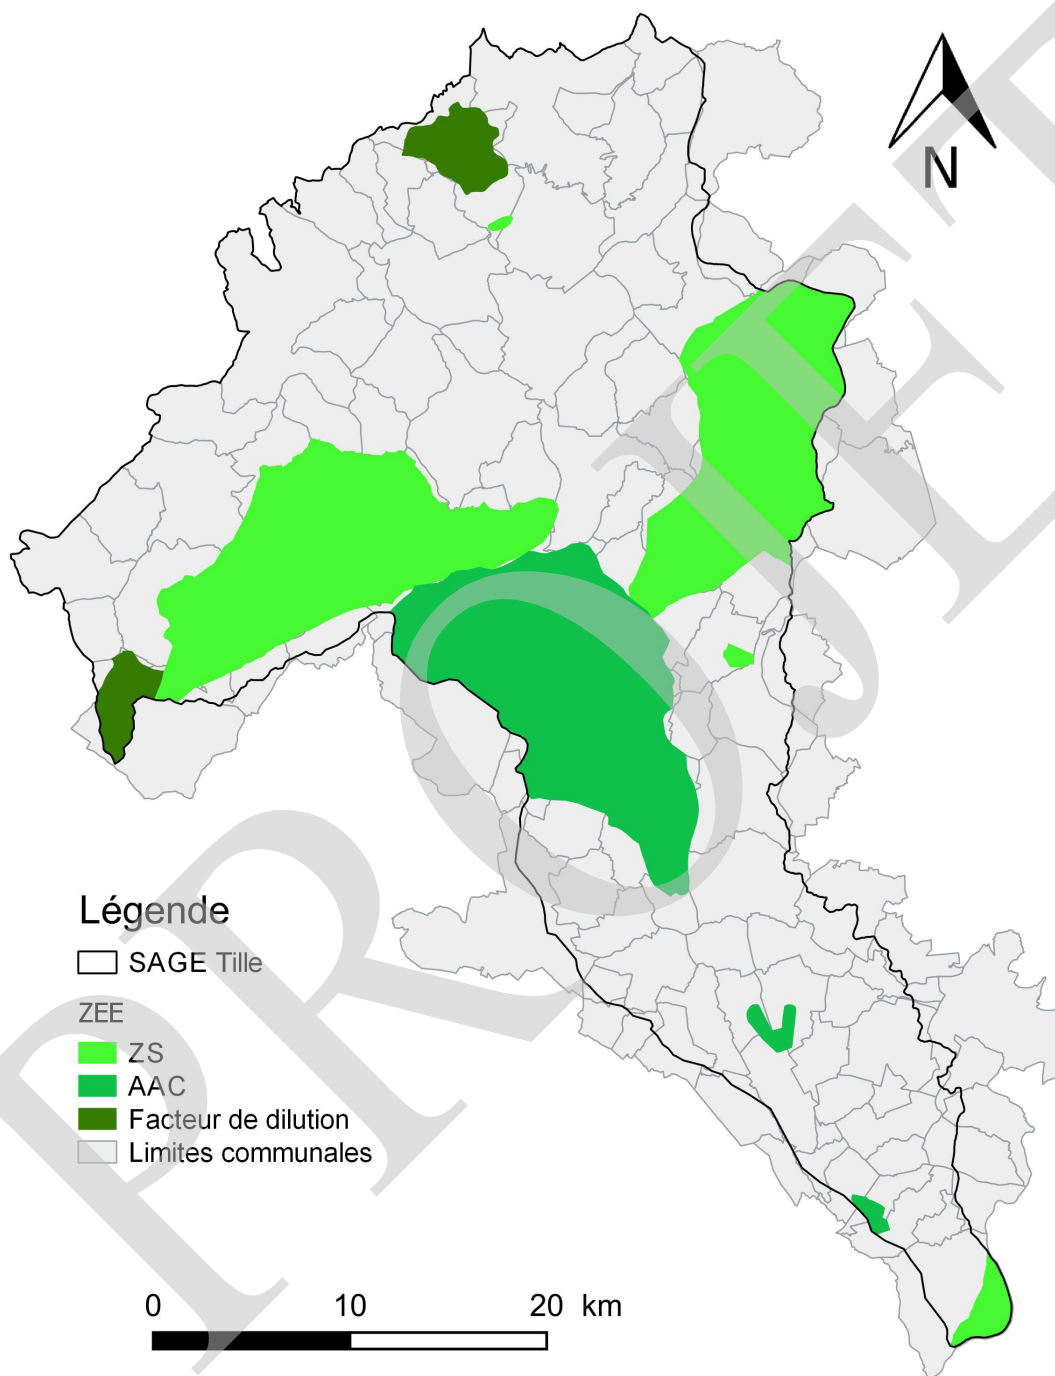 N
Légende
SAGE Tille
ZEE
ZS
AAC
Facteur de dilution
Limites communales
0 10 20 km
PROJET